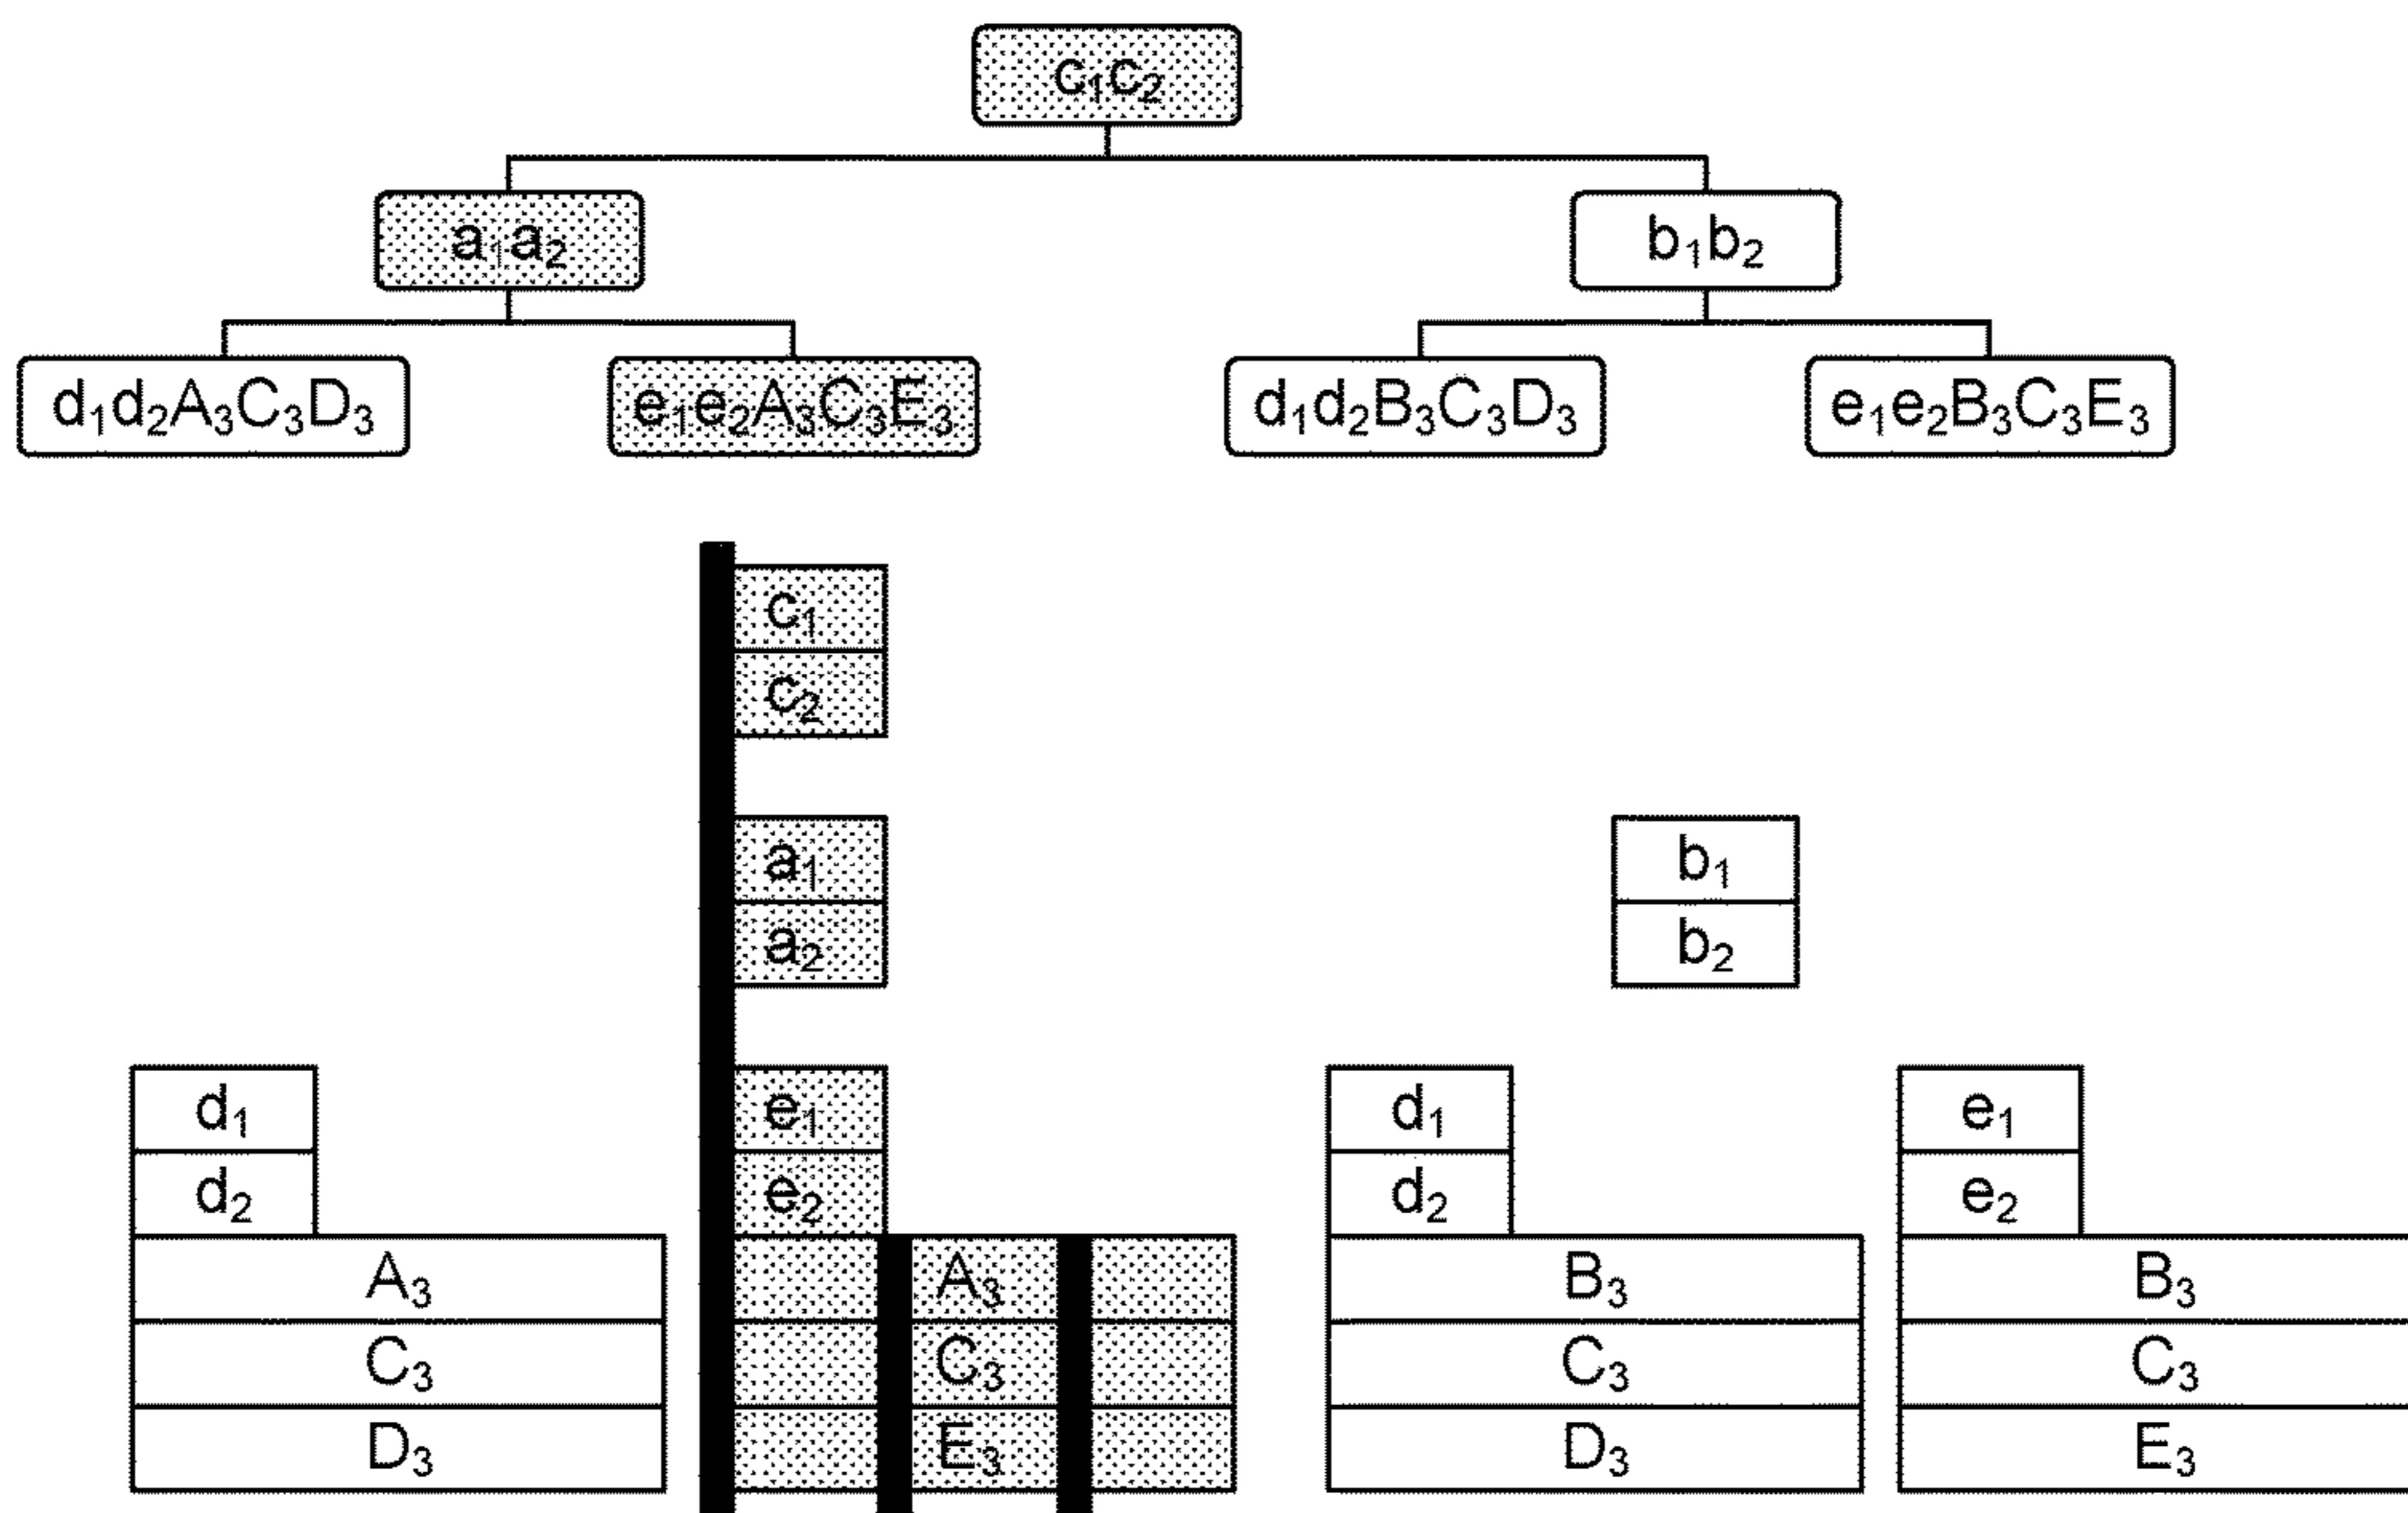 c₁c₂
a₁a₂ b₁b₂
d₁d₂A₃C₃D₃ e₁e₂A₃C₃E₃ d₁d₂B₃C₃D₃ e₁e₂B₃C₃E₃
c₁
c₂
a₁ b₁
a₂ b₂
d₁ e₁ d₁ e₁
d₂ e₂ d₂ e₂
A₃ A₃ B₃ B₃
C₃ C₃ C₃ C₃
D₃ E₃ D₃ E₃